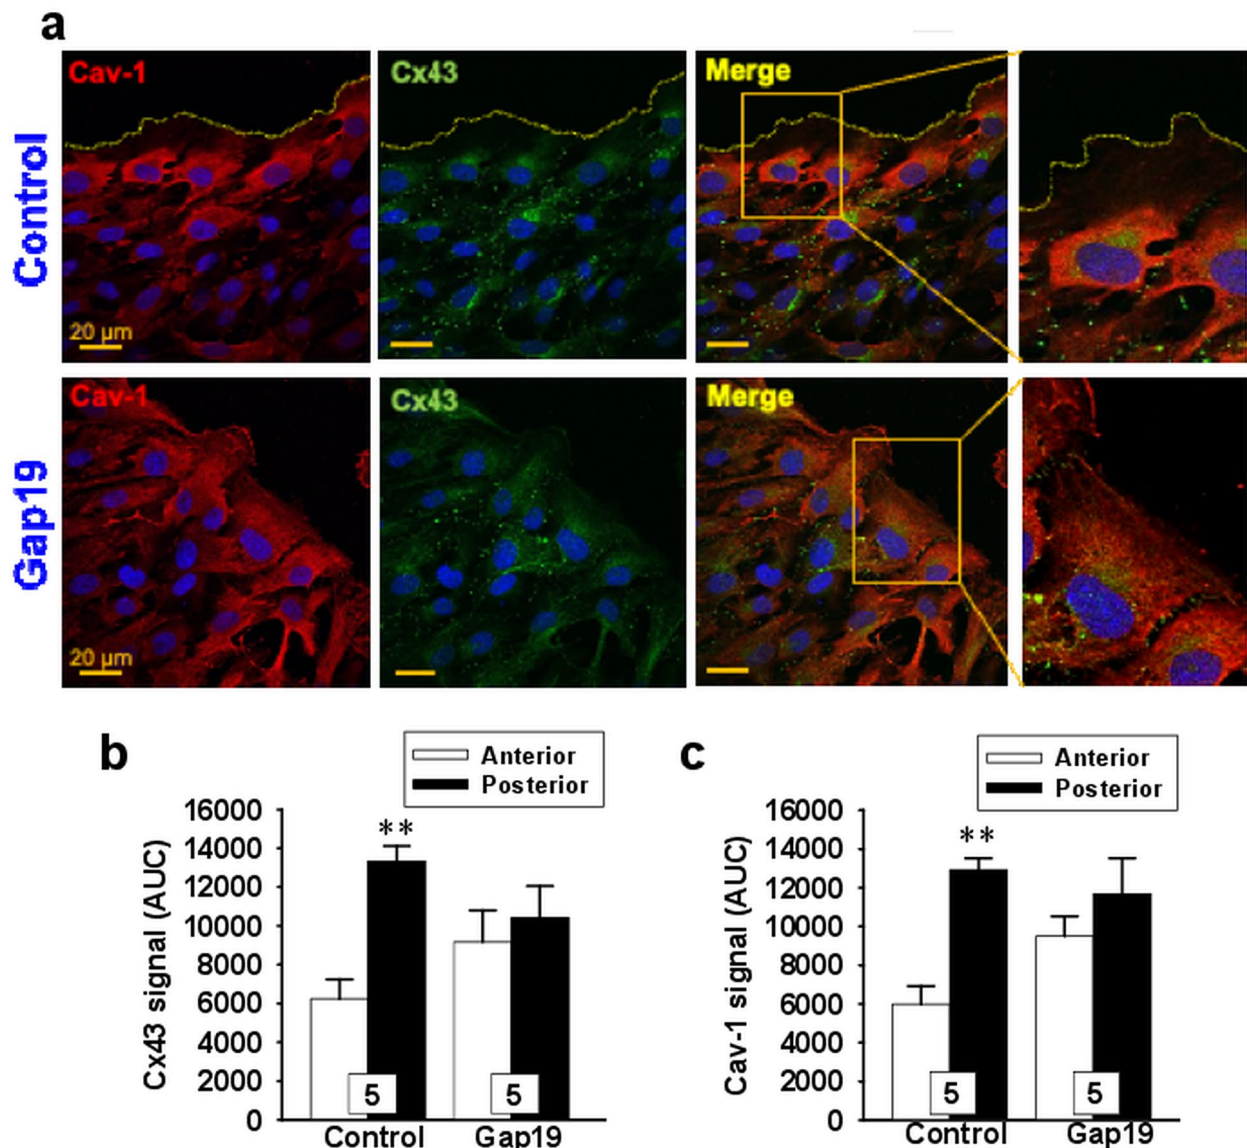 a
Cav-1
Cx43
Merge
Control
20 µm
Cav-1
Cx43
Merge
Gap19
20 µm
b
Anterior
Posterior
Cx43 signal (AUC)
16000
14000
12000
10000
8000
6000
4000
2000
0
**
5
5
Control
Gap19
c
Anterior
Posterior
Cav-1 signal (AUC)
16000
14000
12000
10000
8000
6000
4000
2000
0
**
5
5
Control
Gap19